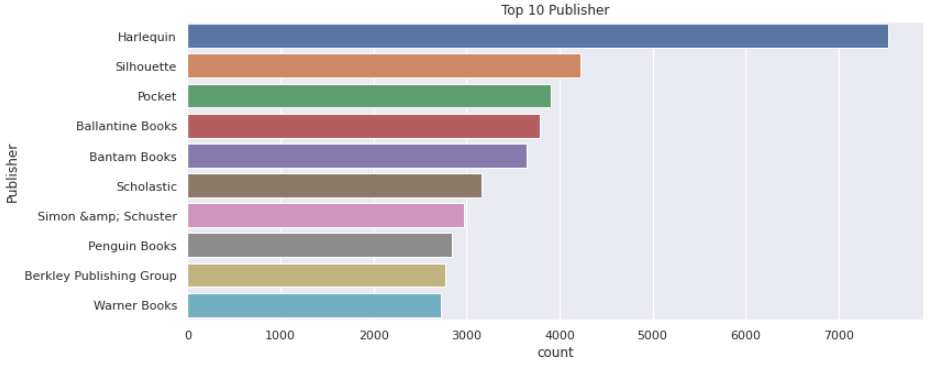 Top 10 Publisher
Publisher
Harlequin
Silhouette
Pocket
Ballantine Books
Bantam Books
Scholastic
Simon &amp; Schuster
Penguin Books
Berkley Publishing Group
Warner Books
0 1000 2000 3000 4000 5000 6000 7000
count